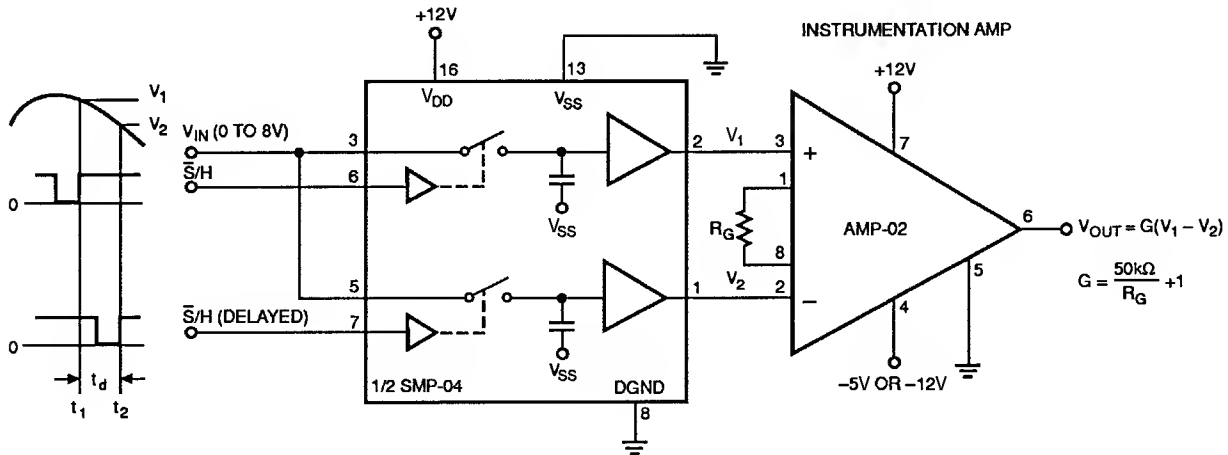 INSTRUMENTATION AMP
+12V
16
13
VDD
VSS
+12V
7
V1
V2
VIN (0 TO 8V)
3
2
V1
3
+
S̅/H
6
0
VSS
1
RG
AMP-02
6
VOUT = G(V1 – V2)
8
5
G = 50kΩ/RG +1
5
1
V2
2
–
S̅/H (DELAYED)
7
4
0
VSS
td
1/2 SMP-04
DGND
–5V OR –12V
t1
t2
8